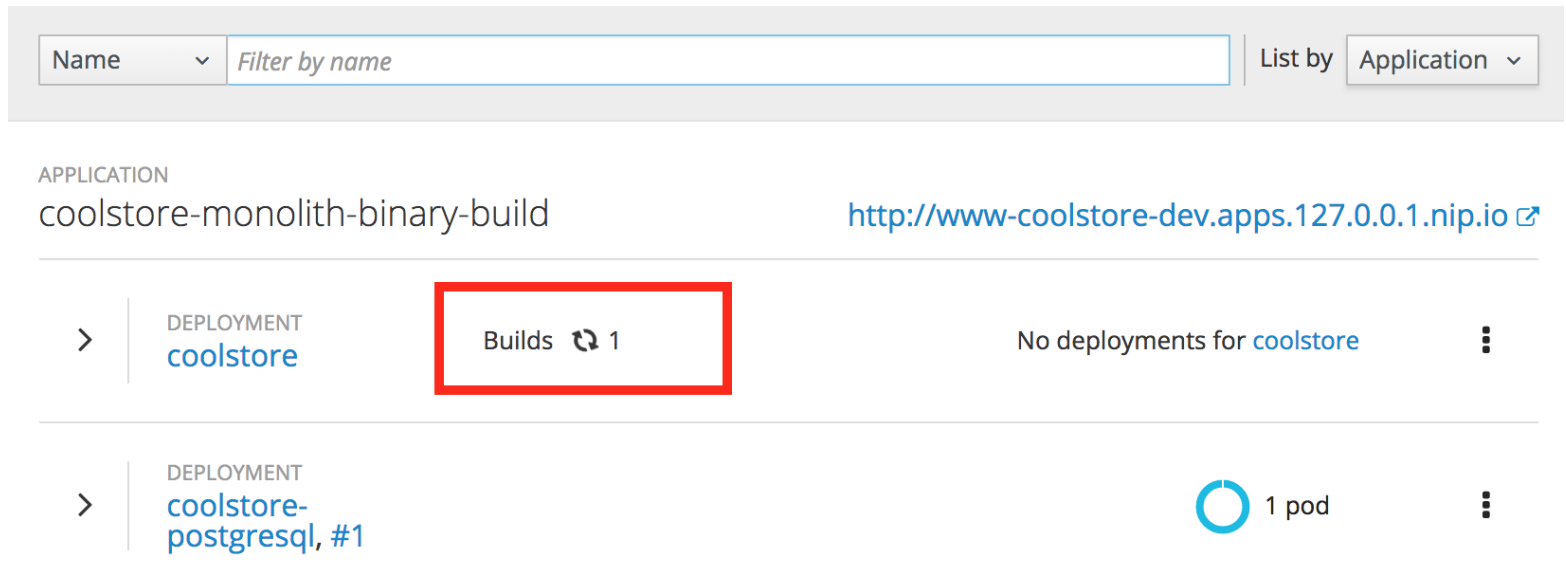 Name Filter by name List by Application
APPLICATION
coolstore-monolith-binary-build http://www-coolstore-dev.apps.127.0.0.1.nip.io
DEPLOYMENT
coolstore Builds 1 No deployments for coolstore
DEPLOYMENT
coolstore-
postgresql, #1 1 pod